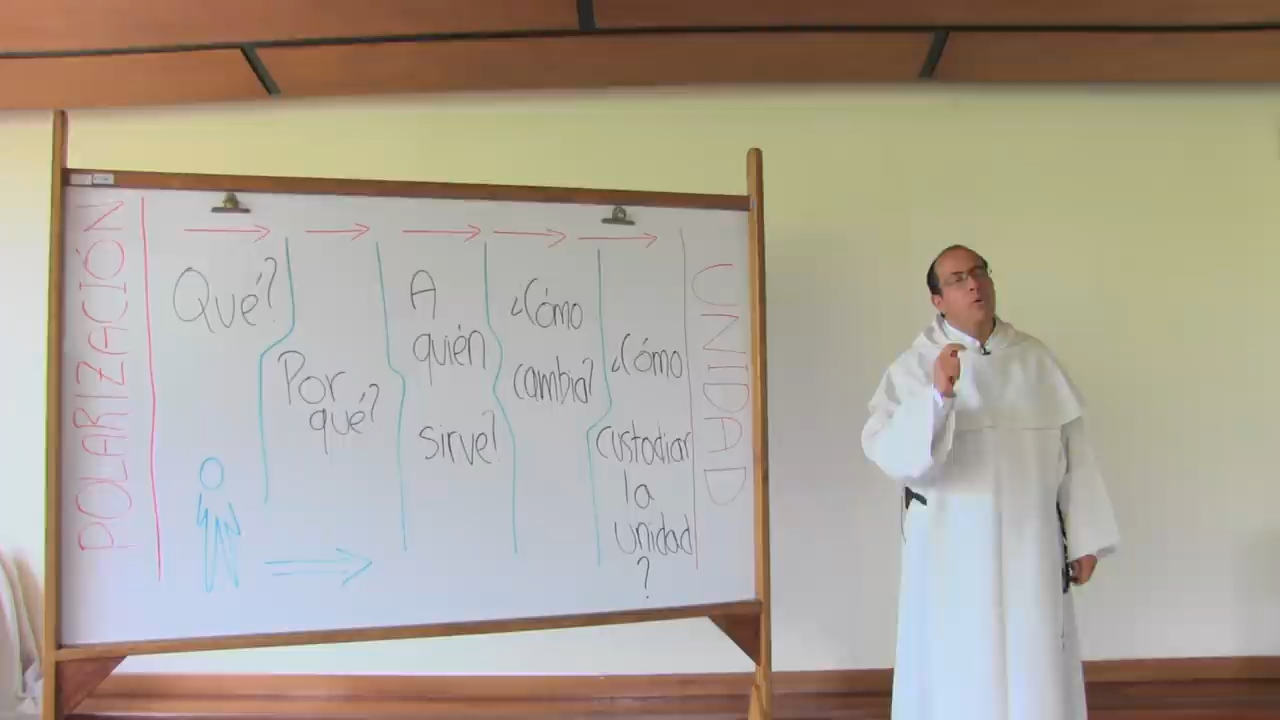 POLARIZACIÓN
Qué?
Por
qué?
A
quién
sirve?
¿Cómo
cambia?
¿Cómo
custodiar
la
unidad
?
UNIDAD